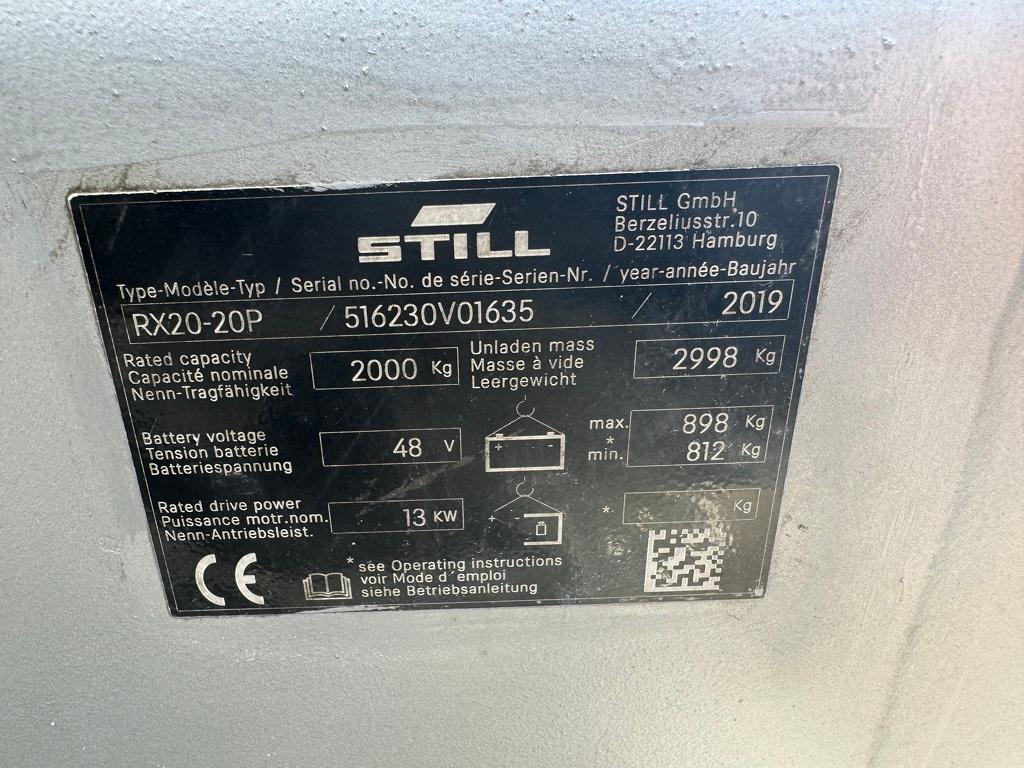 STILL
STILL GmbH
Berzeliusstr.10
D-22113 Hamburg
Type-Modèle-Typ / Serial no.-No. de série-Serien-Nr. / year-année-Baujahr
RX20-20P / 516230V01635 / 2019
Rated capacity
Capacité nominale
Nenn-Tragfähigkeit
2000 Kg
Unladen mass
Masse à vide
Leergewicht
2998 Kg
Battery voltage
Tension batterie
Batteriespannung
48 V
+ -
max. 898 Kg
*
min. 812 Kg
Rated drive power
Puissance motr.nom.
Nenn-Antriebsleist.
13 KW
+
*. Kg
CE
* see Operating instructions
voir Mode d´emploi
siehe Betriebsanleitung